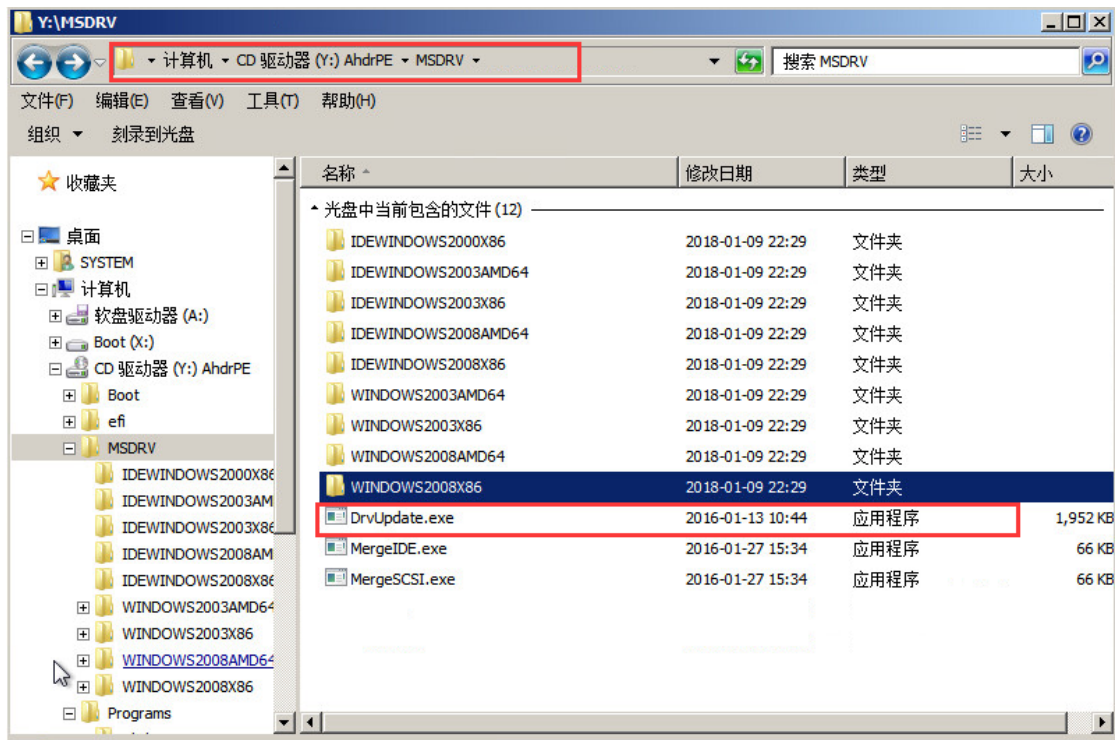 Y:\MSDRV
计算机 CD 驱动器 (Y:) AhdrPE MSDRV
搜索 MSDRV
文件(F) 编辑(E) 查看(V) 工具(T) 帮助(H)
组织 刻录到光盘
收藏夹
桌面
SYSTEM
计算机
软盘驱动器 (A:)
Boot (X:)
CD 驱动器 (Y:) AhdrPE
Boot
efi
MSDRV
IDEWINDOWS2000X86
IDEWINDOWS2003AM
IDEWINDOWS2003X86
IDEWINDOWS2008AM
IDEWINDOWS2008X86
WINDOWS2003AMD64
WINDOWS2003X86
WINDOWS2008AMD64
WINDOWS2008X86
Programs
名称 修改日期 类型 大小
光盘中当前包含的文件 (12)
IDEWINDOWS2000X86 2018-01-09 22:29 文件夹
IDEWINDOWS2003AMD64 2018-01-09 22:29 文件夹
IDEWINDOWS2003X86 2018-01-09 22:29 文件夹
IDEWINDOWS2008AMD64 2018-01-09 22:29 文件夹
IDEWINDOWS2008X86 2018-01-09 22:29 文件夹
WINDOWS2003AMD64 2018-01-09 22:29 文件夹
WINDOWS2003X86 2018-01-09 22:29 文件夹
WINDOWS2008AMD64 2018-01-09 22:29 文件夹
WINDOWS2008X86 2018-01-09 22:29 文件夹
DrvUpdate.exe 2016-01-13 10:44 应用程序 1,952 KB
MergeIDE.exe 2016-01-27 15:34 应用程序 66 KB
MergeSCSI.exe 2016-01-27 15:34 应用程序 66 KB